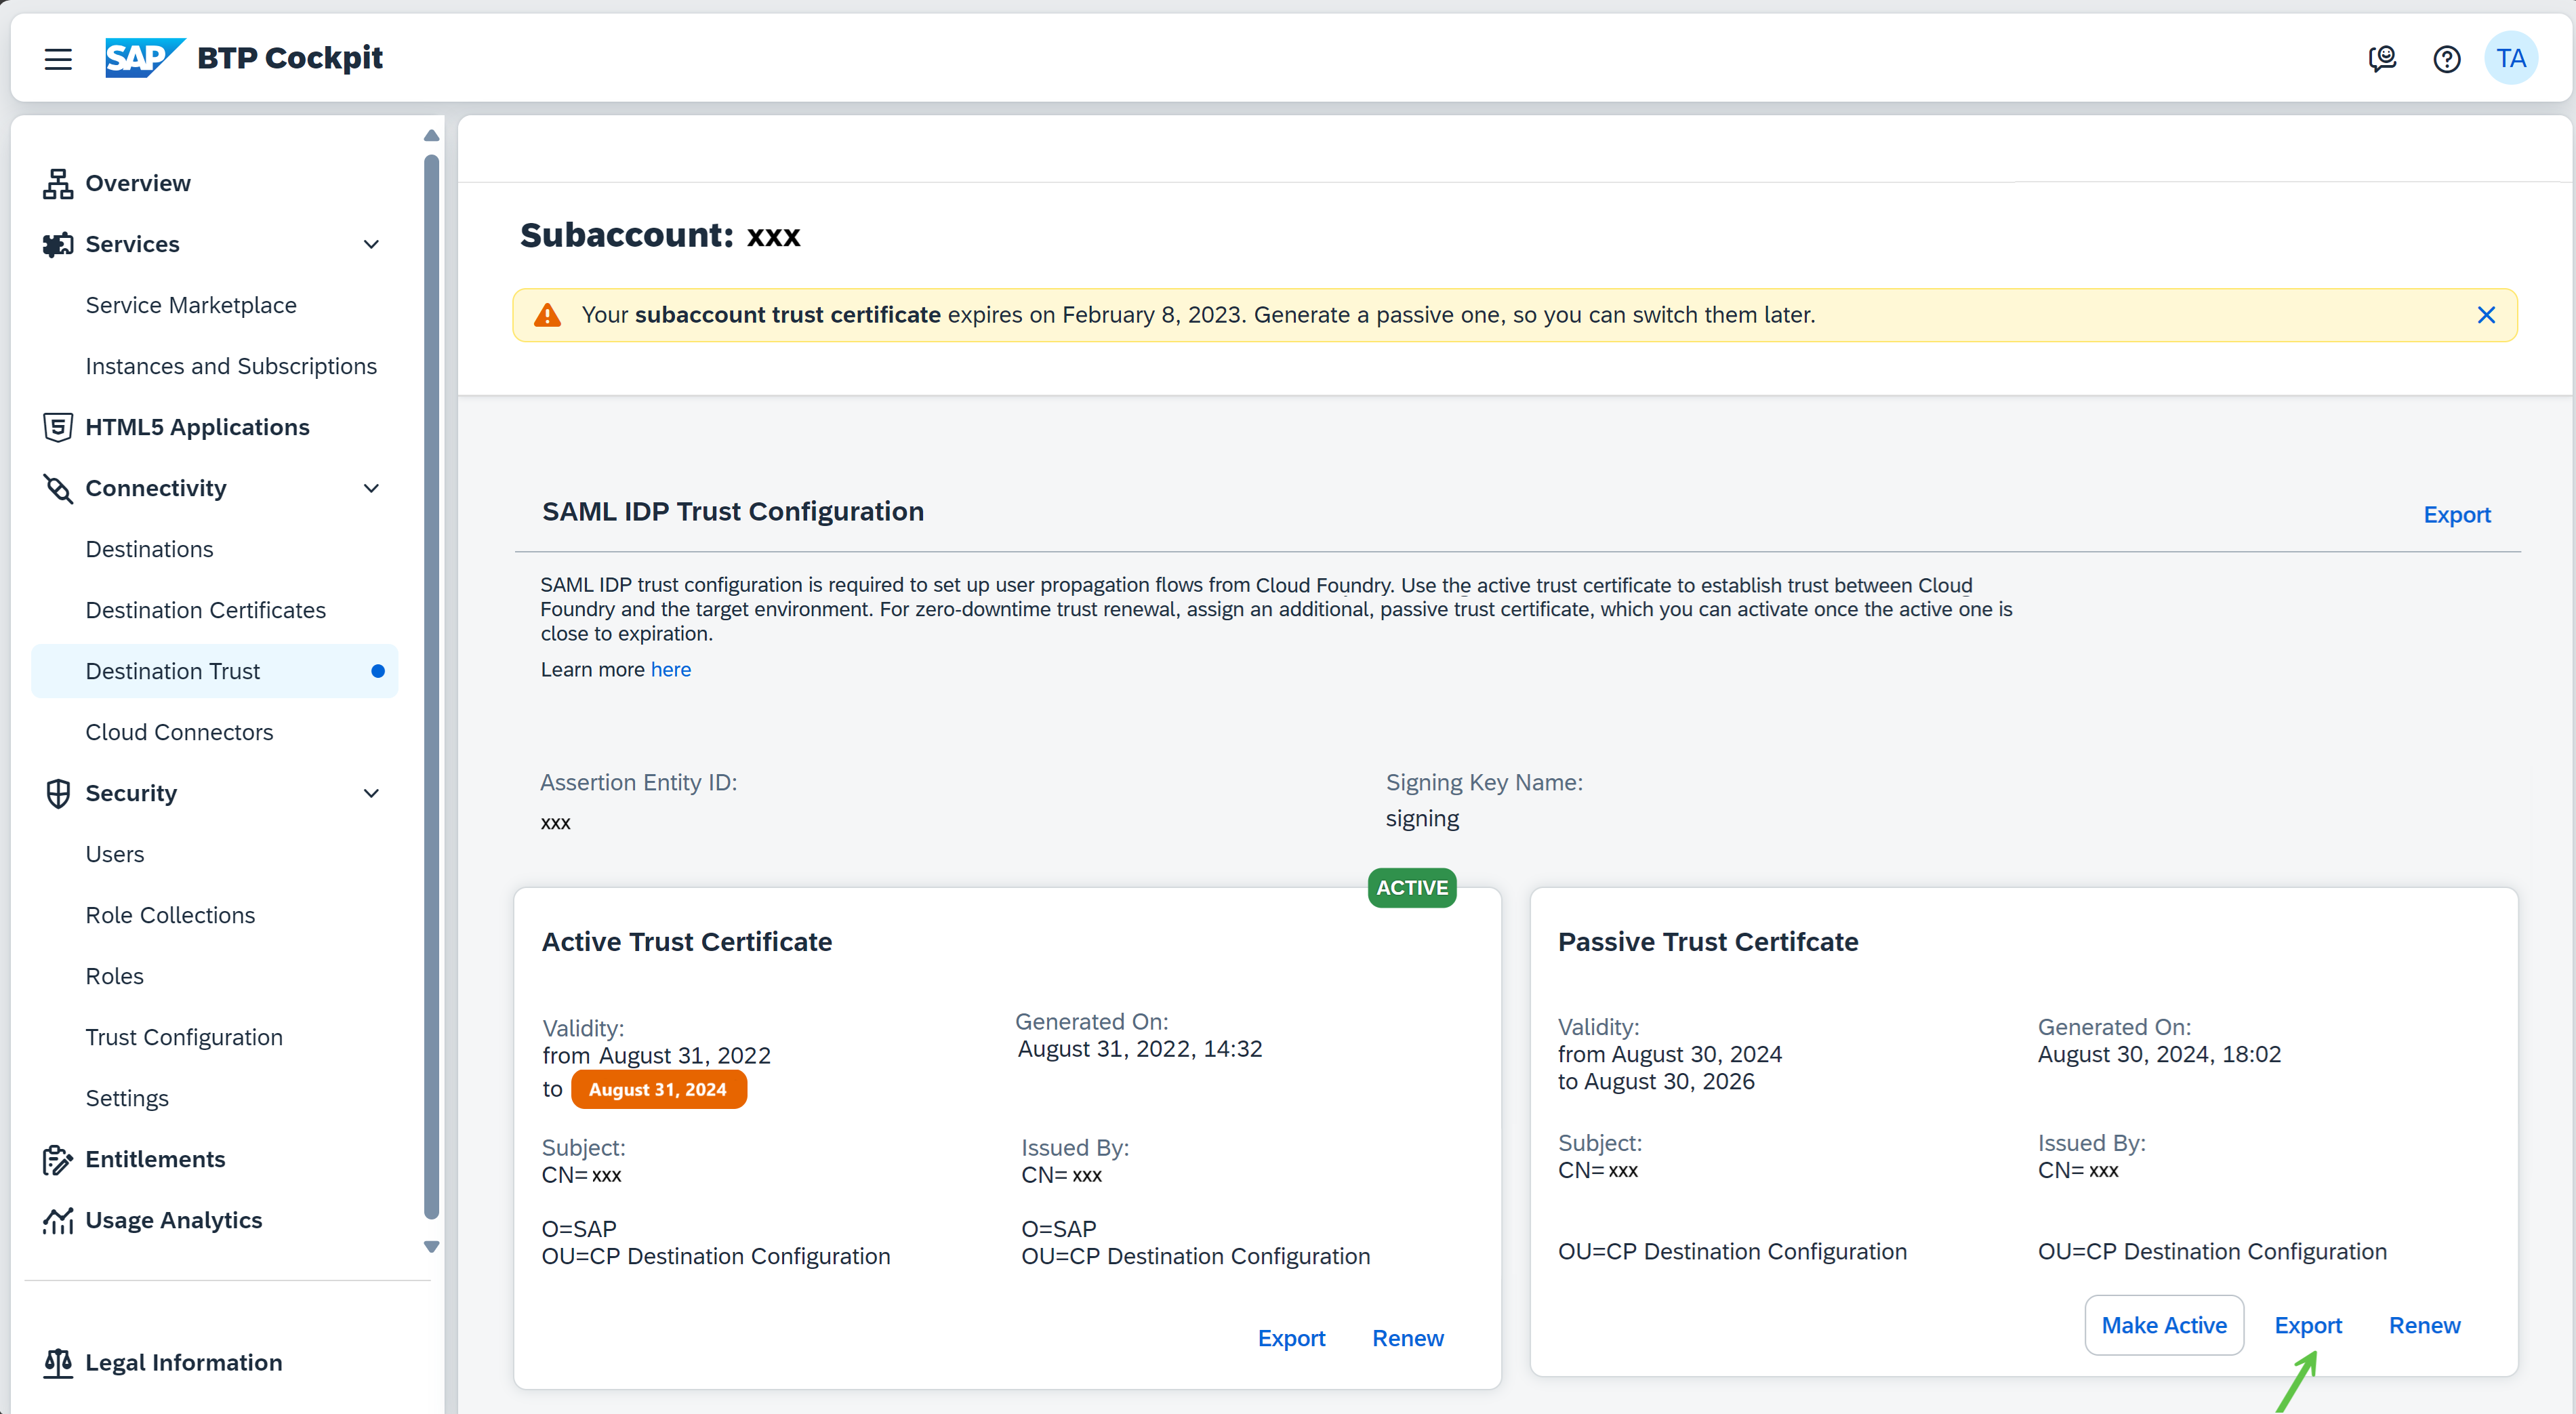 SAP BTP Cockpit
TA
Overview
Services
Service Marketplace
Instances and Subscriptions
HTML5 Applications
Connectivity
Destinations
Destination Certificates
Destination Trust
Cloud Connectors
Security
Users
Role Collections
Roles
Trust Configuration
Settings
Entitlements
Usage Analytics
Legal Information
Subaccount: xxx
Your subaccount trust certificate expires on February 8, 2023. Generate a passive one, so you can switch them later.
SAML IDP Trust Configuration
Export
SAML IDP trust configuration is required to set up user propagation flows from Cloud Foundry. Use the active trust certificate to establish trust between Cloud
Foundry and the target environment. For zero-downtime trust renewal, assign an additional, passive trust certificate, which you can activate once the active one is
close to expiration.
Learn more here
Assertion Entity ID:
xxx
Signing Key Name:
signing
ACTIVE
Active Trust Certificate
Validity:
from August 31, 2022
to August 31, 2024
Generated On:
August 31, 2022, 14:32
Subject:
CN= xxx
O=SAP
OU=CP Destination Configuration
Issued By:
CN= xxx
O=SAP
OU=CP Destination Configuration
Export
Renew
Passive Trust Certifcate
Validity:
from August 30, 2024
to August 30, 2026
Generated On:
August 30, 2024, 18:02
Subject:
CN= xxx
OU=CP Destination Configuration
Issued By:
CN= xxx
OU=CP Destination Configuration
Make Active
Export
Renew